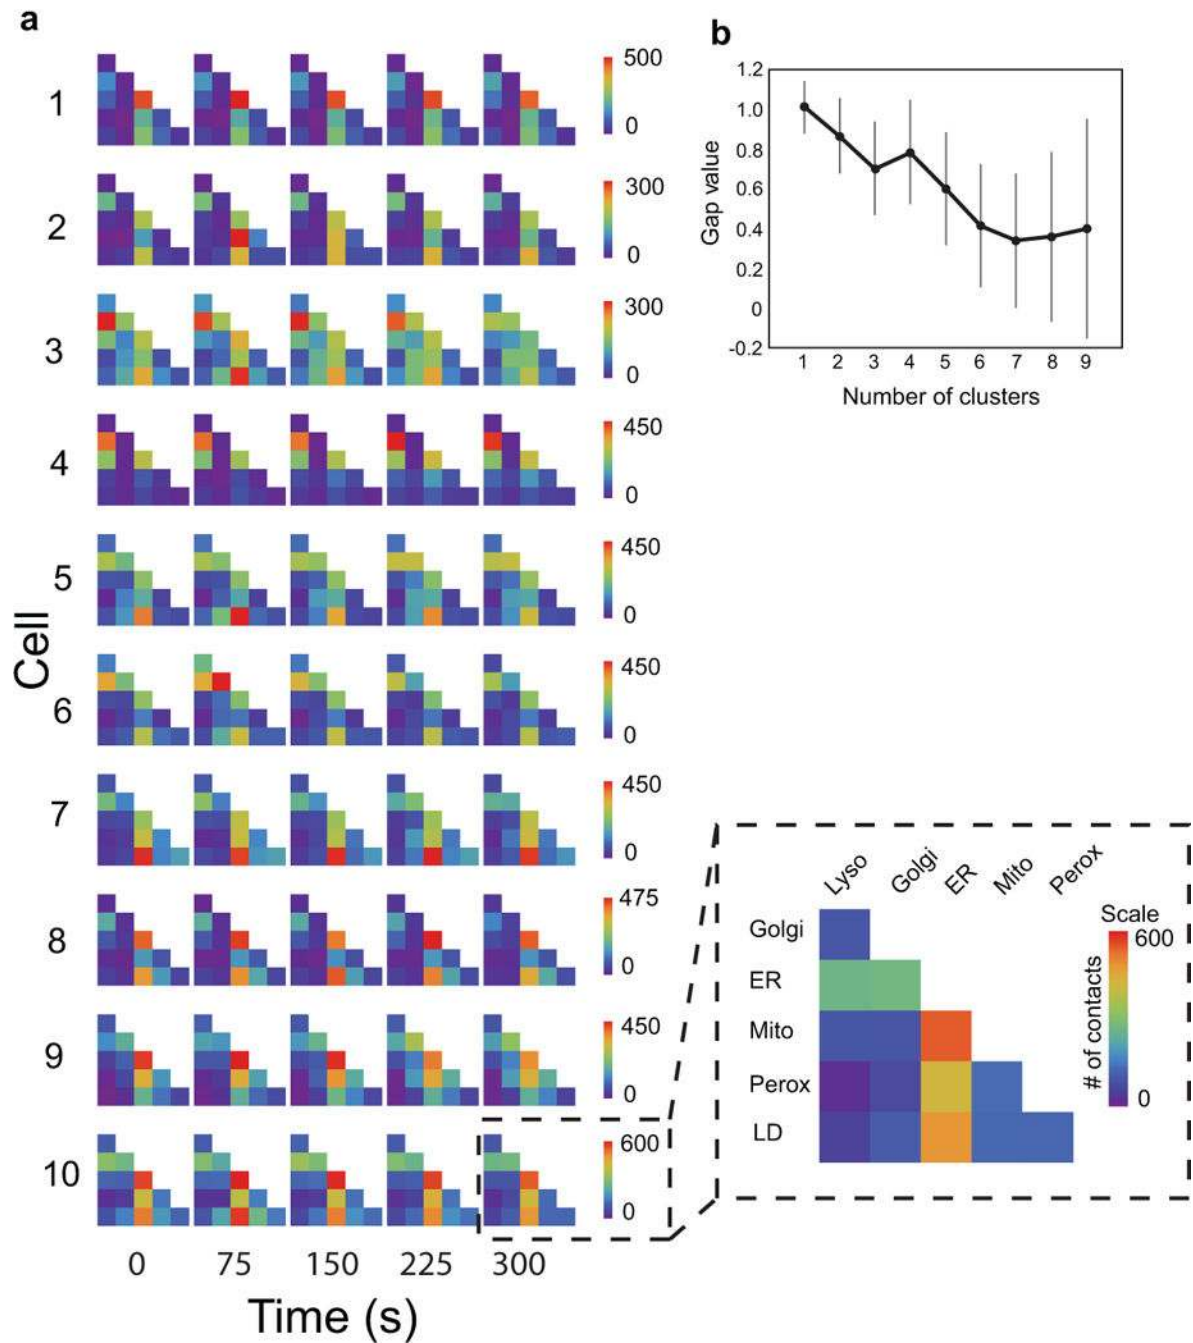 a
1
500
0
2
300
0
3
300
0
4
450
0
5
450
0
6
450
0
7
450
0
8
475
0
9
450
0
10
600
0
Cell
0 75 150 225 300
Time (s)
b
1.2
1.0
0.8
0.6
0.4
0.2
0
-0.2
Gap value
1 2 3 4 5 6 7 8 9
Number of clusters
Lyso Golgi ER Mito Perox
Golgi
ER
Mito
Perox
LD
Scale
600
0
# of contacts